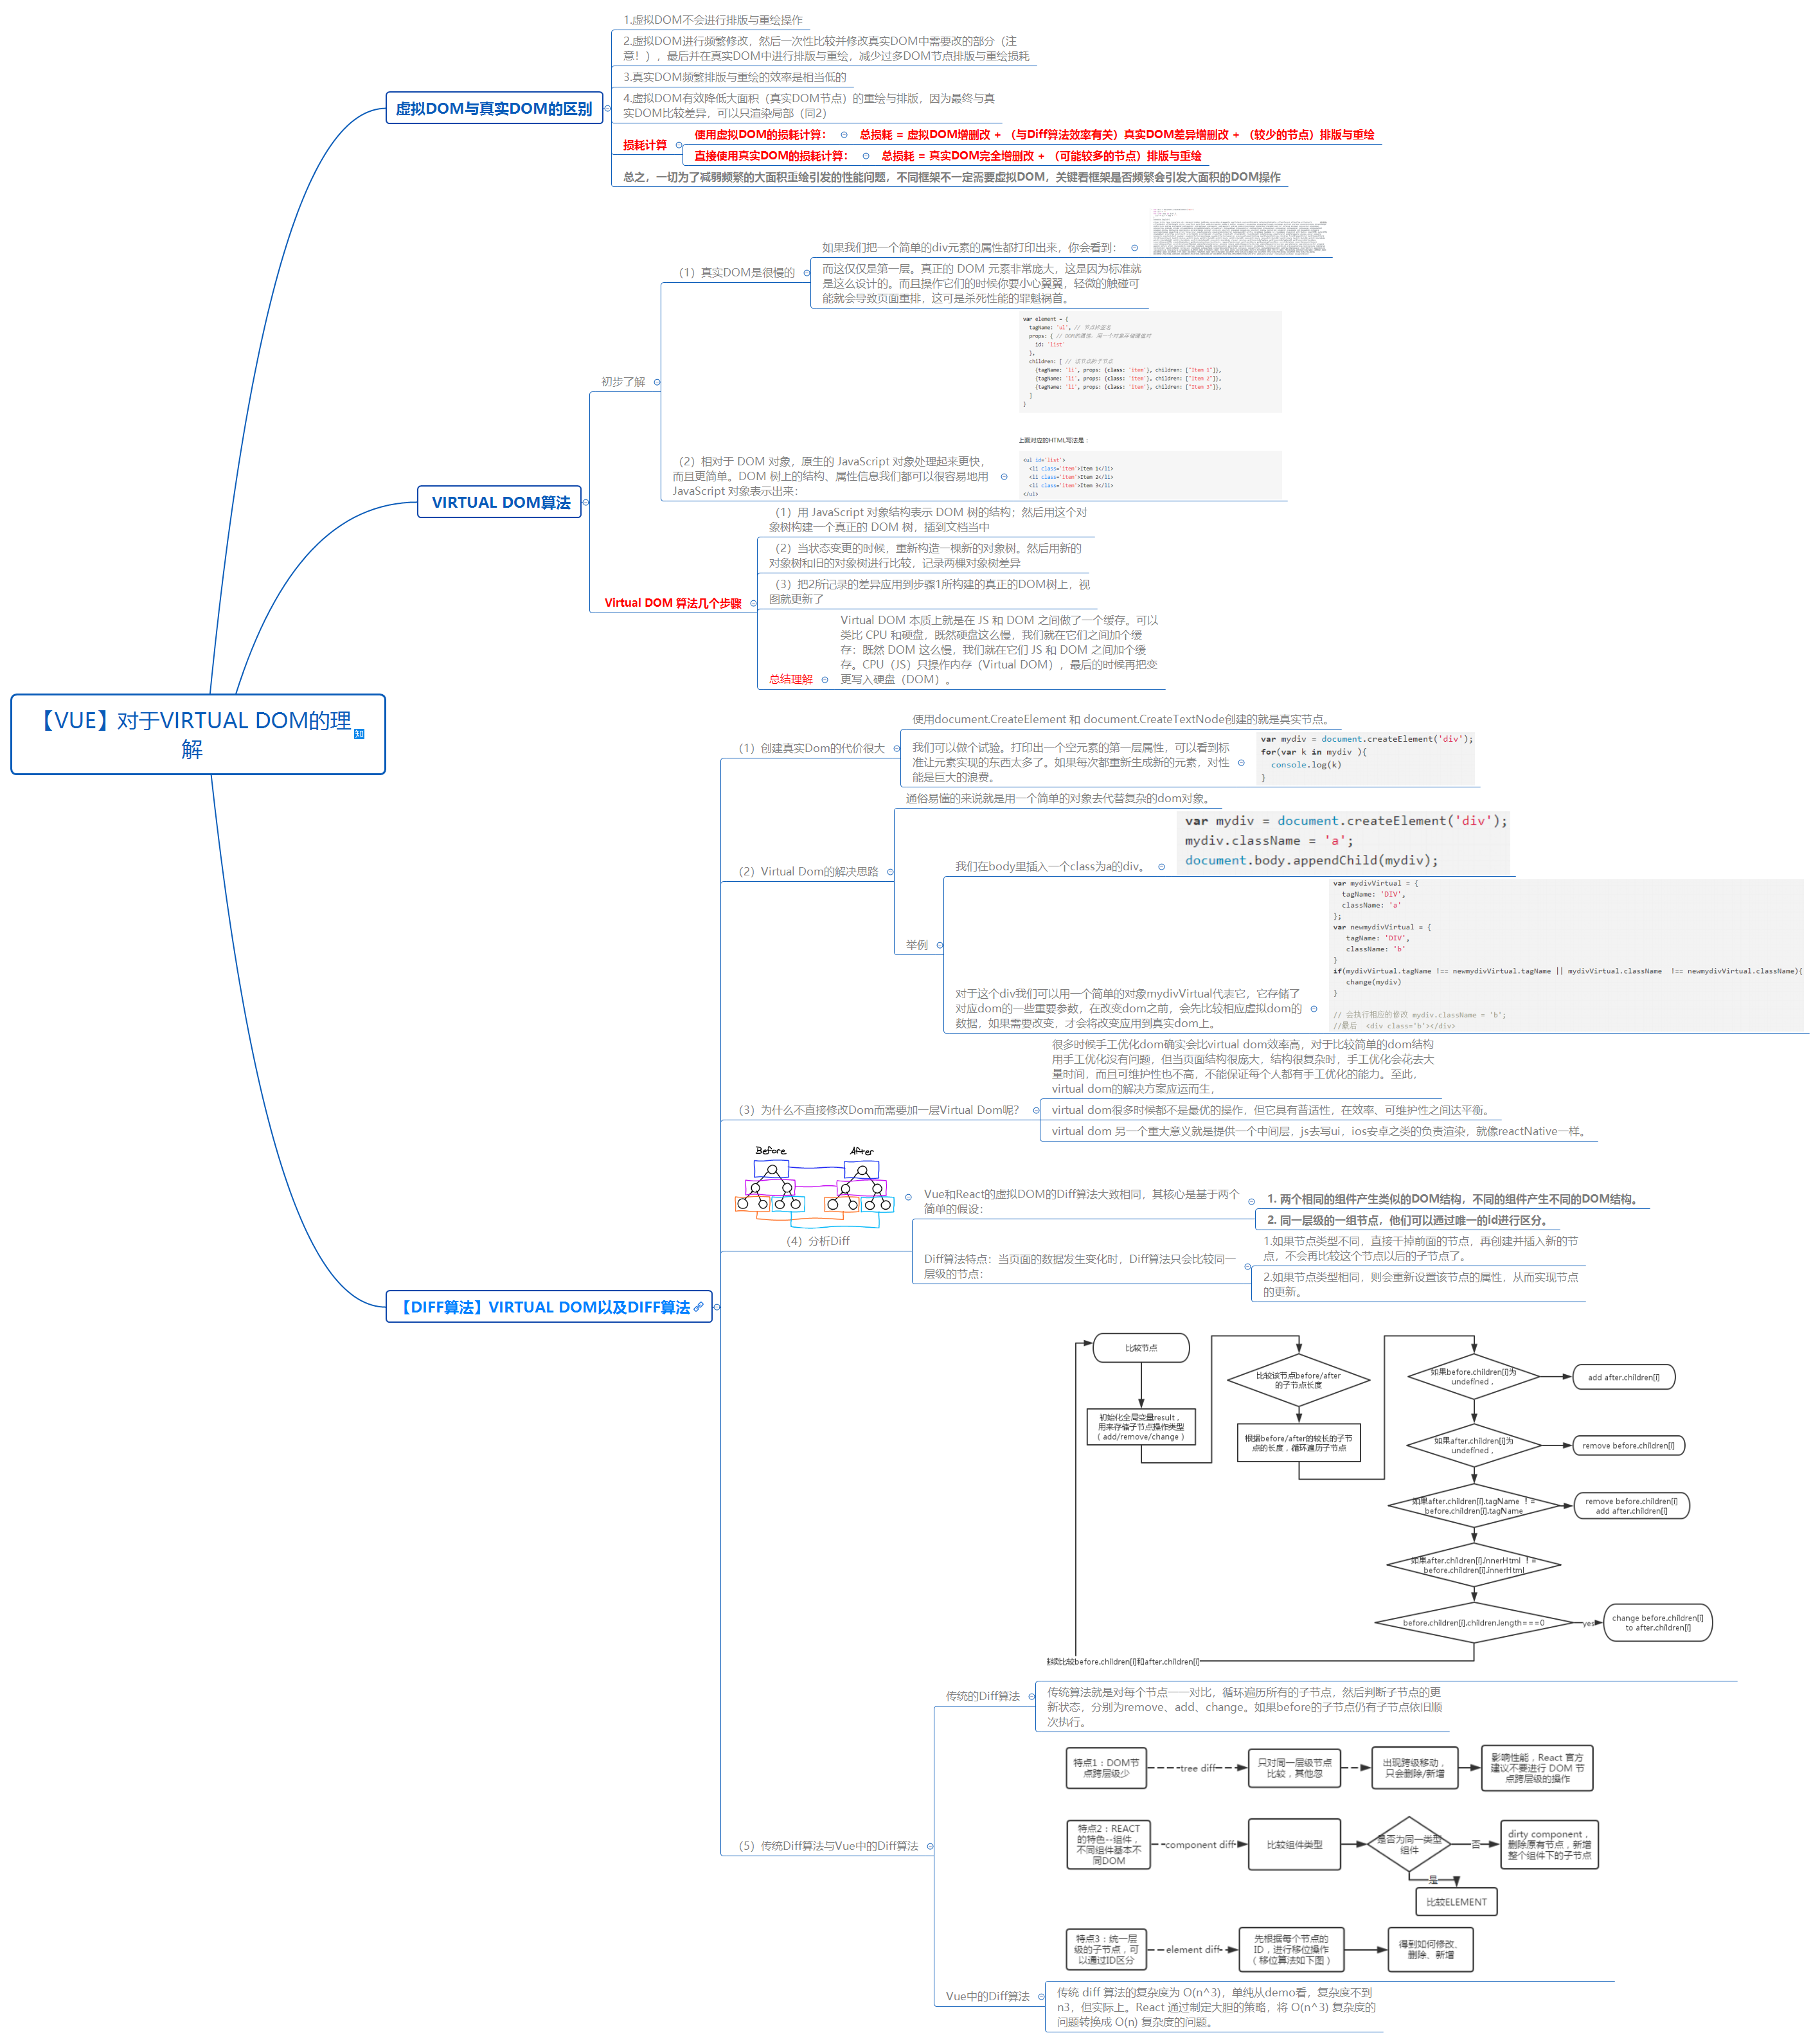 【VUE】对于VIRTUAL DOM的理
解
知
虚拟DOM与真实DOM的区别
1.虚拟DOM不会进行排版与重绘操作
2.虚拟DOM进行频繁修改，然后一次性比较并修改真实DOM中需要改的部分（注
意！），最后并在真实DOM中进行排版与重绘，减少过多DOM节点排版与重绘损耗
3.真实DOM频繁排版与重绘的效率是相当低的
4.虚拟DOM有效降低大面积（真实DOM节点）的重绘与排版，因为最终与真
实DOM比较差异，可以只渲染局部（同2）
损耗计算
使用虚拟DOM的损耗计算：
总损耗 = 虚拟DOM增删改 + （与Diff算法效率有关）真实DOM差异增删改 + （较少的节点）排版与重绘
直接使用真实DOM的损耗计算：
总损耗 = 真实DOM完全增删改 + （可能较多的节点）排版与重绘
总之，一切为了减弱频繁的大面积重绘引发的性能问题，不同框架不一定需要虚拟DOM，关键看框架是否频繁会引发大面积的DOM操作
VIRTUAL DOM算法
初步了解
（1）真实DOM是很慢的
如果我们把一个简单的div元素的属性都打印出来，你会看到：
而这仅仅是第一层。真正的 DOM 元素非常庞大，这是因为标准就
是这么设计的。而且操作它们的时候你要小心翼翼，轻微的触碰可
能就会导致页面重排，这可是杀死性能的罪魁祸首。
（2）相对于 DOM 对象，原生的 JavaScript 对象处理起来更快，
而且更简单。DOM 树上的结构、属性信息我们都可以很容易地用
JavaScript 对象表示出来：
var element = {
tagName: 'ul', // 节点标签名
props: { // DOM的属性，用一个对象存储键值对
id: 'list'
},
children: [ // 该节点的子节点
{tagName: 'li', props: {class: 'item'}, children: ["Item 1"]},
{tagName: 'li', props: {class: 'item'}, children: ["Item 2"]},
{tagName: 'li', props: {class: 'item'}, children: ["Item 3"]},
]
}
上面对应的HTML写法是：
<ul id='list'>
<li class='item'>Item 1</li>
<li class='item'>Item 2</li>
<li class='item'>Item 3</li>
</ul>
Virtual DOM 算法几个步骤
（1）用 JavaScript 对象结构表示 DOM 树的结构；然后用这个对
象树构建一个真正的 DOM 树，插到文档当中
（2）当状态变更的时候，重新构造一棵新的对象树。然后用新的
对象树和旧的对象树进行比较，记录两棵对象树差异
（3）把2所记录的差异应用到步骤1所构建的真正的DOM树上，视
图就更新了
总结理解
Virtual DOM 本质上就是在 JS 和 DOM 之间做了一个缓存。可以
类比 CPU 和硬盘，既然硬盘这么慢，我们就在它们之间加个缓
存：既然 DOM 这么慢，我们就在它们 JS 和 DOM 之间加个缓
存。CPU（JS）只操作内存（Virtual DOM），最后的时候再把变
更写入硬盘（DOM）。
【DIFF算法】VIRTUAL DOM以及DIFF算法
（1）创建真实Dom的代价很大
使用document.CreateElement 和 document.CreateTextNode创建的就是真实节点。
我们可以做个试验。打印出一个空元素的第一层属性，可以看到标
准让元素实现的东西太多了。如果每次都重新生成新的元素，对性
能是巨大的浪费。
var mydiv = document.createElement('div');
for(var k in mydiv ){
console.log(k)
}
（2）Virtual Dom的解决思路
通俗易懂的来说就是用一个简单的对象去代替复杂的dom对象。
举例
我们在body里插入一个class为a的div。
var mydiv = document.createElement('div');
mydiv.className = 'a';
document.body.appendChild(mydiv);
对于这个div我们可以用一个简单的对象mydivVirtual代表它，它存储了
对应dom的一些重要参数，在改变dom之前，会先比较相应虚拟dom的
数据，如果需要改变，才会将改变应用到真实dom上。
var mydivVirtual = {
tagName: 'DIV',
className: 'a'
};
var newmydivVirtual = {
tagName: 'DIV',
className: 'b'
}
if(mydivVirtual.tagName !== newmydivVirtual.tagName || mydivVirtual.className  !== newmydivVirtual.className){
change(mydiv)
}
// 会执行相应的修改 mydiv.className = 'b';
//最后  <div class='b'></div>
（3）为什么不直接修改Dom而需要加一层Virtual Dom呢？
很多时候手工优化dom确实会比virtual dom效率高，对于比较简单的dom结构
用手工优化没有问题，但当页面结构很庞大，结构很复杂时，手工优化会花去大
量时间，而且可维护性也不高，不能保证每个人都有手工优化的能力。至此，
virtual dom的解决方案应运而生，
virtual dom很多时候都不是最优的操作，但它具有普适性，在效率、可维护性之间达平衡。
virtual dom 另一个重大意义就是提供一个中间层，js去写ui，ios安卓之类的负责渲染，就像reactNative一样。
Before
After
（4）分析Diff
Vue和React的虚拟DOM的Diff算法大致相同，其核心是基于两个
简单的假设：
1. 两个相同的组件产生类似的DOM结构，不同的组件产生不同的DOM结构。
2. 同一层级的一组节点，他们可以通过唯一的id进行区分。
Diff算法特点：当页面的数据发生变化时，Diff算法只会比较同一
层级的节点：
1.如果节点类型不同，直接干掉前面的节点，再创建并插入新的节
点，不会再比较这个节点以后的子节点了。
2.如果节点类型相同，则会重新设置该节点的属性，从而实现节点
的更新。
（5）传统Diff算法与Vue中的Diff算法
传统的Diff算法
比较节点
初始化全局变量result，
用来存储子节点操作类型
（add/remove/change）
比较该节点before/after
的子节点长度
根据before/after的较长的子节
点的长度，循环遍历子节点
如果before.children[i]为
undefined，
add after.children[i]
如果after.children[i]为
undefined，
remove before.children[i]
如果after.children[i].tagName ！=
before.children[i].tagName
remove before.children[i]
add after.children[i]
如果after.children[i].innerHtml ！=
before.children[i].innerHtml
before.children[i].children.length===0
yes
change before.children[i]
to after.children[i]
继续比较before.children[i]和after.children[i]
传统算法就是对每个节点一一对比，循环遍历所有的子节点，然后判断子节点的更
新状态，分别为remove、add、change。如果before的子节点仍有子节点依旧顺
次执行。
Vue中的Diff算法
特点1：DOM节
点跨层级少
tree diff
只对同一层级节点
比较，其他忽
出现跨级移动，
只会删除/新增
影响性能，React 官方
建议不要进行 DOM 节
点跨层级的操作
特点2：REACT
的特色--组件，
不同组件基本不
同DOM
component diff
比较组件类型
是否为同一类型
组件
否
dirty component，
删除原有节点，新增
整个组件下的子节点
是
比较ELEMENT
特点3：统一层
级的子节点，可
以通过ID区分
element diff
先根据每个节点的
ID，进行移位操作
（移位算法如下图）
得到如何修改、
删除、新增
传统 diff 算法的复杂度为 O(n^3)，单纯从demo看，复杂度不到
n3，但实际上。React 通过制定大胆的策略，将 O(n^3) 复杂度的
问题转换成 O(n) 复杂度的问题。